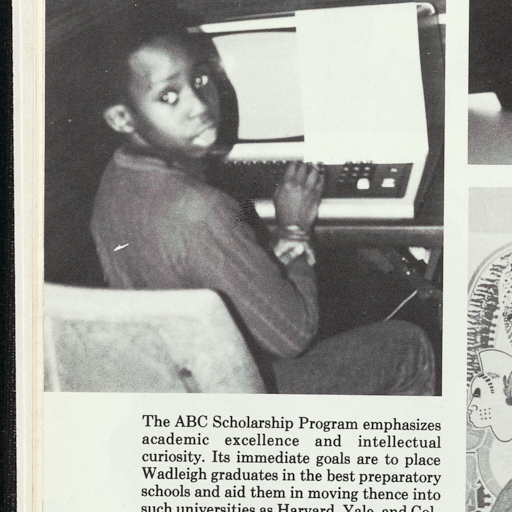 The ABC Scholarship Program emphasizes
academic excellence and intellectual
curiosity. Its immediate goals are to place
Wadleigh graduates in the best preparatory
schools and aid them in moving thence into
such universities as Harvard, Yale, and Col-